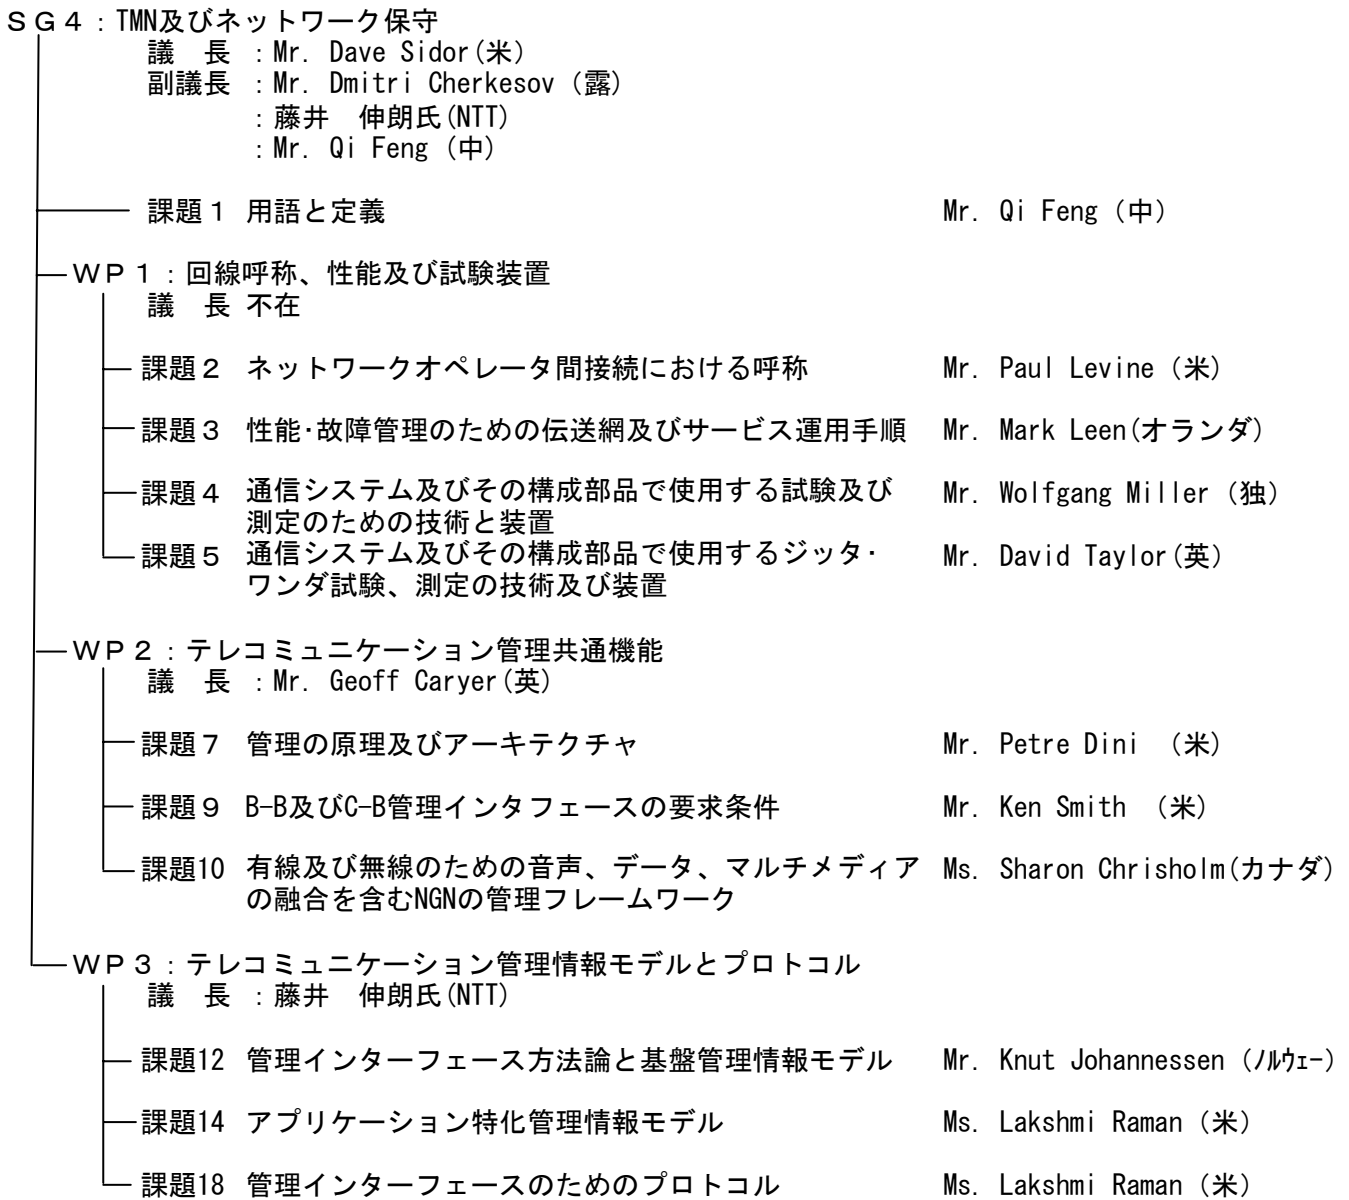 ＳＧ４：TMN及びネットワーク保守
議　長 ：Mr. Dave Sidor(米)
副議長 ：Mr. Dmitri Cherkesov (露)
：藤井　伸朗氏(NTT)
：Mr. Qi Feng (中)
課題１ 用語と定義 Mr. Qi Feng (中)
ＷＰ１：回線呼称、性能及び試験装置
議　長 不在
課題２ ネットワークオペレータ間接続における呼称 Mr. Paul Levine (米)
課題３ 性能･故障管理のための伝送網及びサービス運用手順 Mr. Mark Leen(オランダ)
課題４ 通信システム及びその構成部品で使用する試験及び Mr. Wolfgang Miller (独)
測定のための技術と装置
課題５ 通信システム及びその構成部品で使用するジッタ･ Mr. David Taylor(英)
ワンダ試験、測定の技術及び装置
ＷＰ２：テレコミュニケーション管理共通機能
議　長 ：Mr. Geoff Caryer(英)
課題７ 管理の原理及びアーキテクチャ Mr. Petre Dini （米)
課題９ B-B及びC-B管理インタフェースの要求条件 Mr. Ken Smith （米)
課題10 有線及び無線のための音声、データ、マルチメディア Ms. Sharon Chrisholm(カナダ)
の融合を含むNGNの管理フレームワーク
ＷＰ３：テレコミュニケーション管理情報モデルとプロトコル
議　長 ：藤井　伸朗氏(NTT)
課題12 管理インターフェース方法論と基盤管理情報モデル Mr. Knut Johannessen (ﾉﾙｳｪｰ)
課題14 アプリケーション特化管理情報モデル Ms. Lakshmi Raman (米)
課題18 管理インターフェースのためのプロトコル Ms. Lakshmi Raman (米)